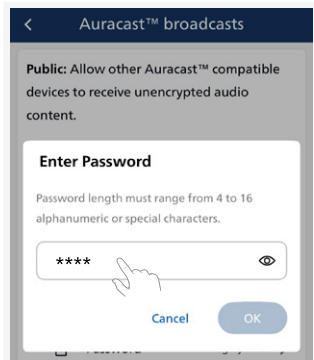 Auracast™ broadcasts
Public: Allow other Auracast™ compatible
devices to receive unencrypted audio
content.
Enter Password
Password length must range from 4 to 16
alphanumeric or special characters.
****
Cancel
OK